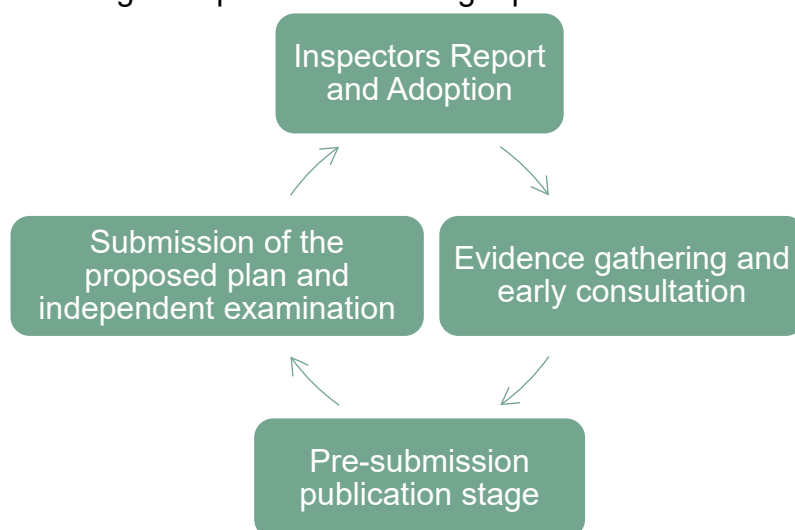 Inspectors Report
and Adoption
Submission of the
proposed plan and
independent examination
Evidence gathering and
early consultation
Pre-submission
publication stage